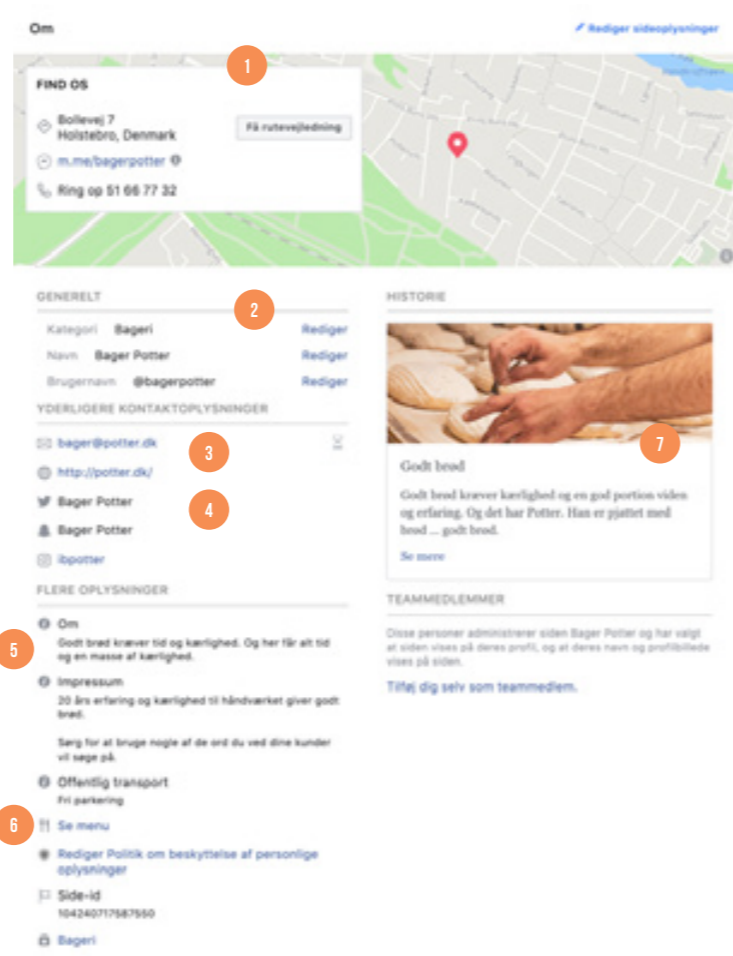 Om
Rediger sideoplysninger
1
FIND OS
Bollevej 7
Holstebro, Denmark
Få rutevejledning
m.me/bagerpotter
Ring op 51 66 77 32
GENERELT
2
Kategori Bageri Rediger
Navn Bager Potter Rediger
Brugernavn @bagerpotter Rediger
YDERLIGERE KONTAKTOPLYSNINGER
bager@potter.dk
3
http://potter.dk/
Bager Potter
4
Bager Potter
ibpotter
FLERE OPLYSNINGER
Om
5
Godt brød kræver tid og kærlighed. Og her får alt tid
og en masse af kærlighed.
Impressum
20 års erfaring og kærlighed til håndværket giver godt
brød.
Sørg for at bruge nogle af de ord du ved dine kunder
vil søge på.
Offentlig transport
Fri parkering
6
Se menu
Rediger Politik om beskyttelse af personlige
oplysninger
Side-id
104240717587550
Bageri
HISTORIE
7
Godt brød
Godt brød kræver kærlighed og en god portion viden
og erfaring. Og det har Potter. Han er pjattet med
brød ... godt brød.
Se mere
TEAMMEDLEMMER
Disse personer administrerer siden Bager Potter og har valgt
at siden vises på deres profil, og at deres navn og profilbillede
vises på siden.
Tilføj dig selv som teammedlem.